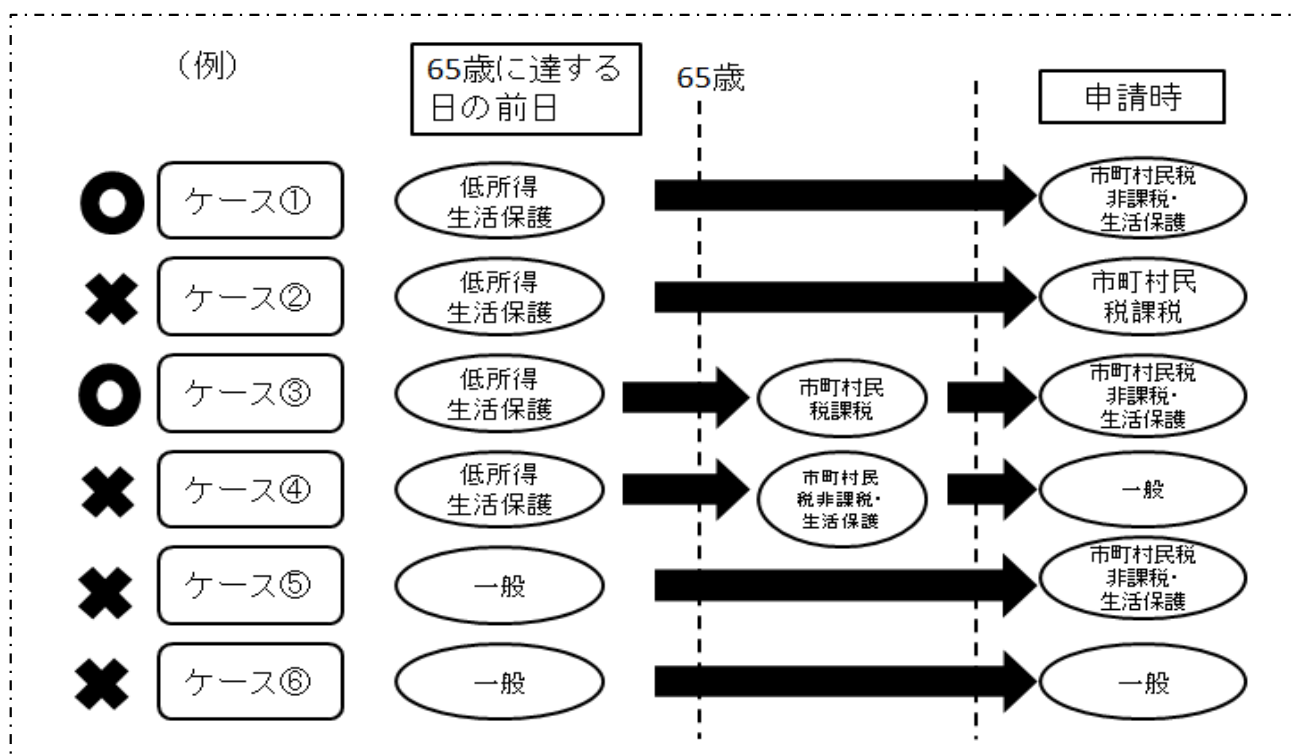 (例)
65歳に達する
日の前日
65歳
申請時
ケース①
低所得
生活保護
市町村民税
非課税・
生活保護
ケース②
低所得
生活保護
市町村民
税課税
ケース③
低所得
生活保護
市町村民
税課税
市町村民税
非課税・
生活保護
ケース④
低所得
生活保護
市町村民
税非課税・
生活保護
一般
ケース⑤
一般
市町村民税
非課税・
生活保護
ケース⑥
一般
一般